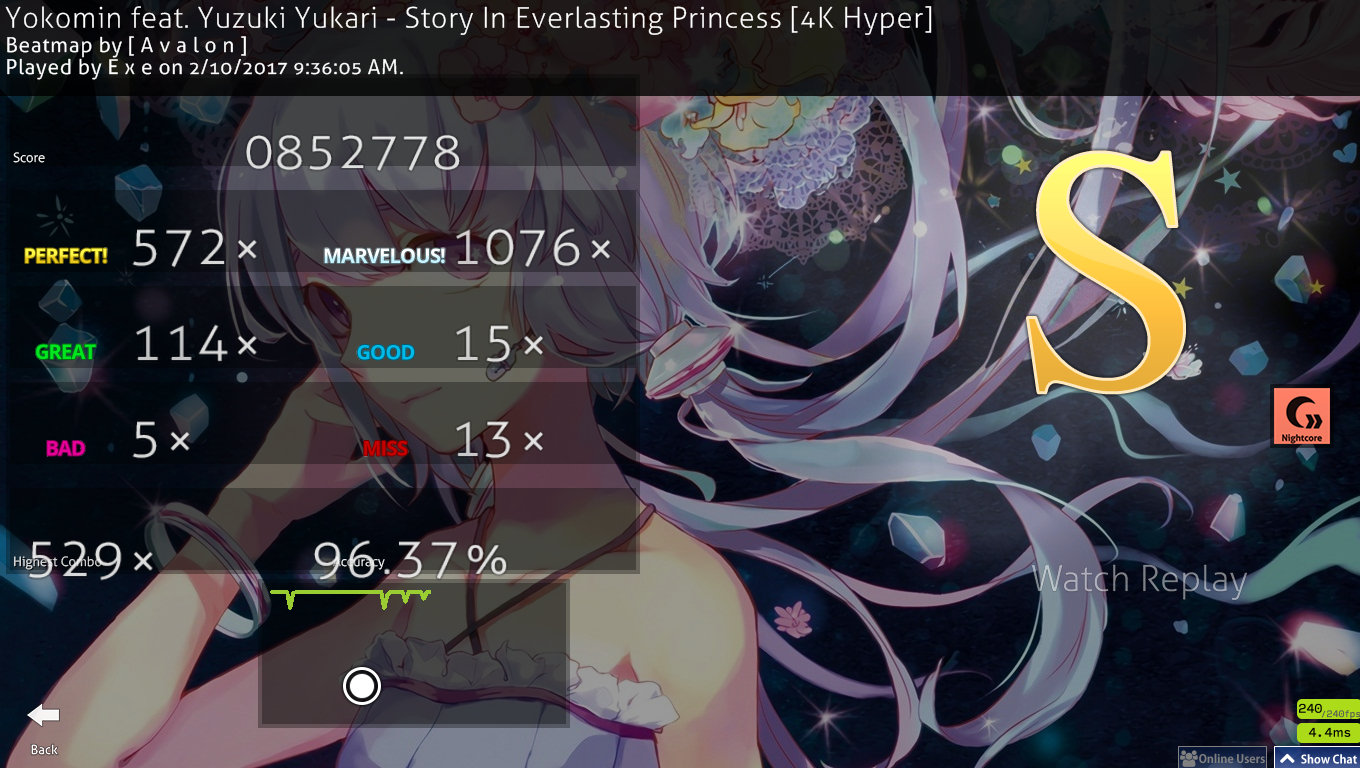 Yokomin feat. Yuzuki Yukari - Story In Everlasting Princess [4K Hyper]
Beatmap by [ A v a l o n ]
Played by E x e on 2/10/2017 9:36:05 AM.
Score 0852778
PERFECT! 572× MARVELOUS! 1076×
GREAT 114× GOOD 15×
BAD 5× MISS 13×
Highest Combo 529× Accuracy 96.37%
S
Nightcore
Watch Replay
Back
240/240fps
4.4ms
Online Users Show Chat